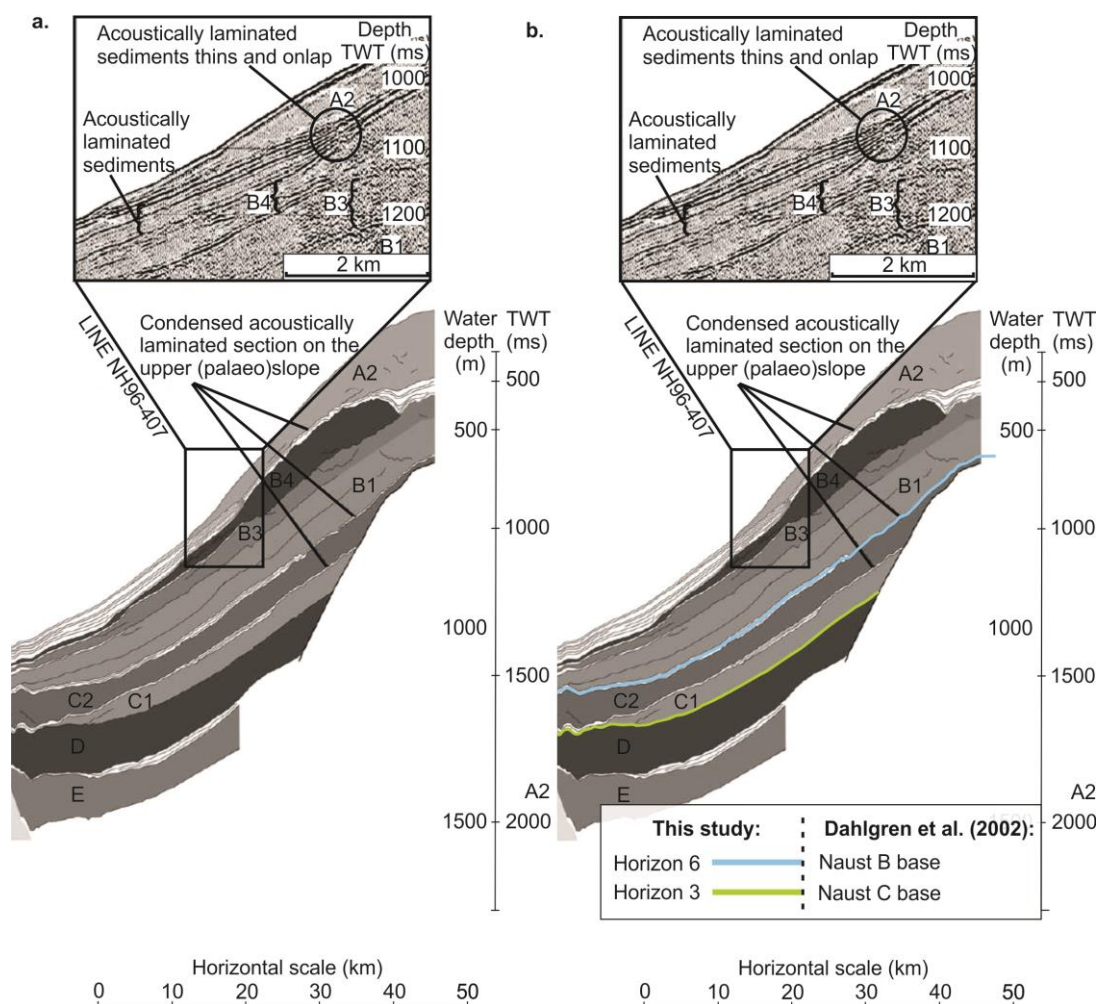 a.
Acoustically laminated
sediments thins and onlap
Depth
TWT (ms)
1000
A2
Acoustically
laminated
sediments
1100
B4
B3
1200
B1
2 km
LINE NH96-407
Condensed acoustically
laminated section on the
upper (palaeo)slope
Water
depth
(m)
TWT
(ms)
A2
500
500
B4
B1
B3
1000
1000
1500
C2
C1
D
E
A2
1500
2000
Horizontal scale (km)
0 10 20 30 40 50
b.
Acoustically laminated
sediments thins and onlap
Depth
TWT (ms)
1000
A2
Acoustically
laminated
sediments
1100
B4
B3
1200
B1
2 km
LINE NH96-407
Condensed acoustically
laminated section on the
upper (palaeo)slope
Water
depth
(m)
TWT
(ms)
A2
500
500
B4
B1
B3
1000
1000
1500
C2
C1
D
E
A2
2000
This study:
Dahlgren et al. (2002):
Horizon 6
Naust B base
Horizon 3
Naust C base
Horizontal scale (km)
0 10 20 30 40 50